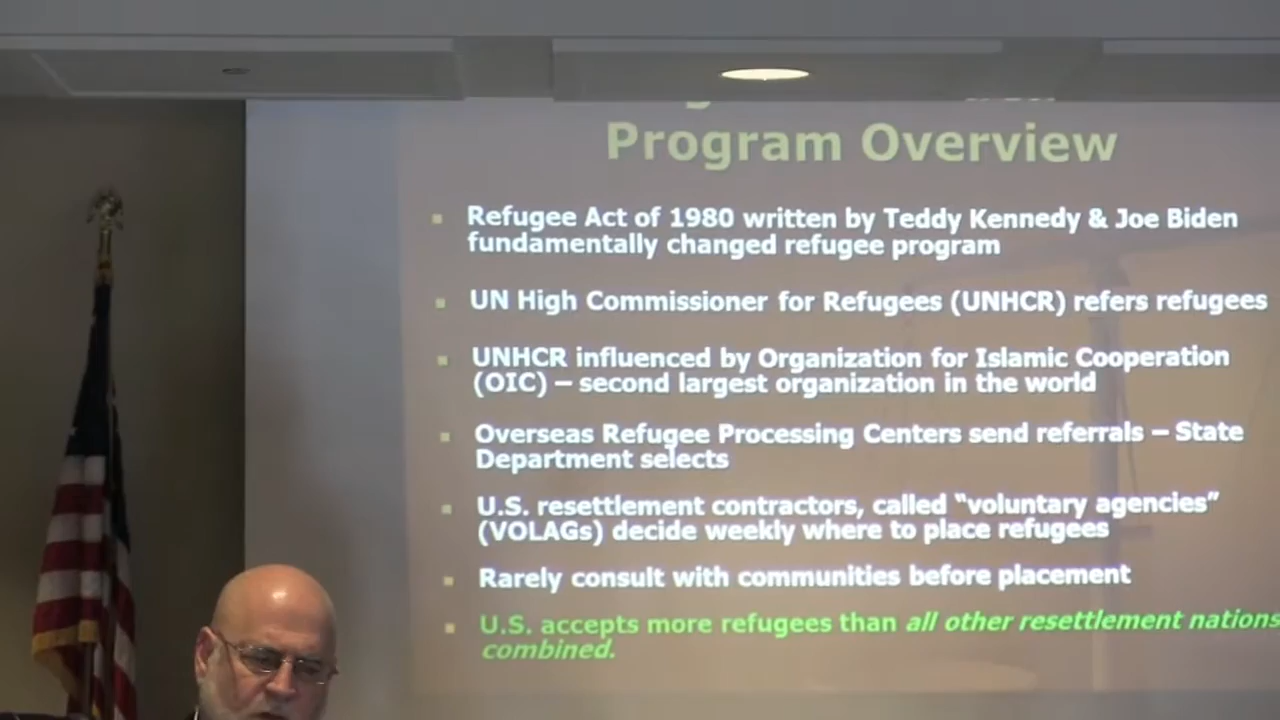 Program Overview
Refugee Act of 1980 written by Teddy Kennedy & Joe Biden
fundamentally changed refugee program
UN High Commissioner for Refugees (UNHCR) refers refugees
UNHCR influenced by Organization for Islamic Cooperation
(OIC) – second largest organization in the world
Overseas Refugee Processing Centers send referrals – State
Department selects
U.S. resettlement contractors, called “voluntary agencies”
(VOLAGs) decide weekly where to place refugees
Rarely consult with communities before placement
U.S. accepts more refugees than all other resettlement nations
combined.